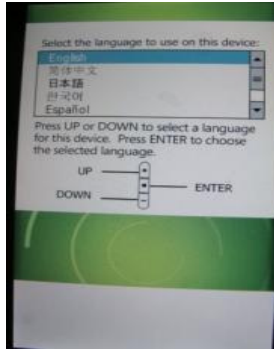 Select the language to use on this device:
English
简体中文
日本語
한국어
Español
Press UP or DOWN to select a language
for this device. Press ENTER to choose
the selected language.
UP
ENTER
DOWN